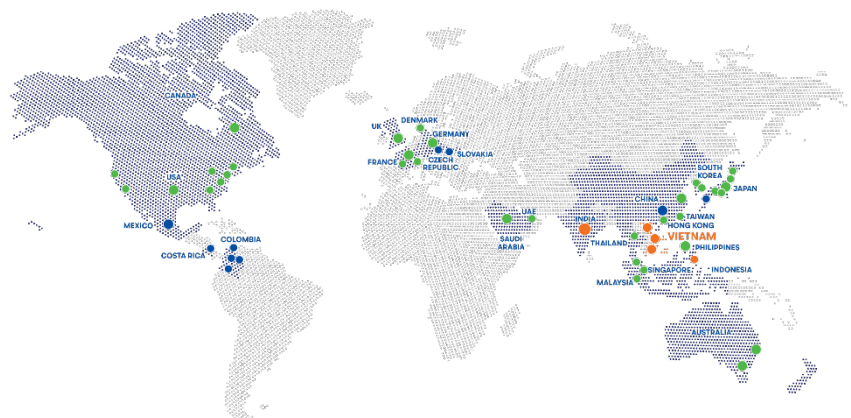 CANADA
USA
MEXICO
COSTA RICA
COLOMBIA
UK
DENMARK
GERMANY
FRANCE
CZECH
REPUBLIC
SLOVAKIA
SAUDI
ARABIA
UAE
INDIA
CHINA
SOUTH
KOREA
JAPAN
TAIWAN
HONG KONG
VIETNAM
THAILAND
PHILIPPINES
SINGAPORE
INDONESIA
MALAYSIA
AUSTRALIA